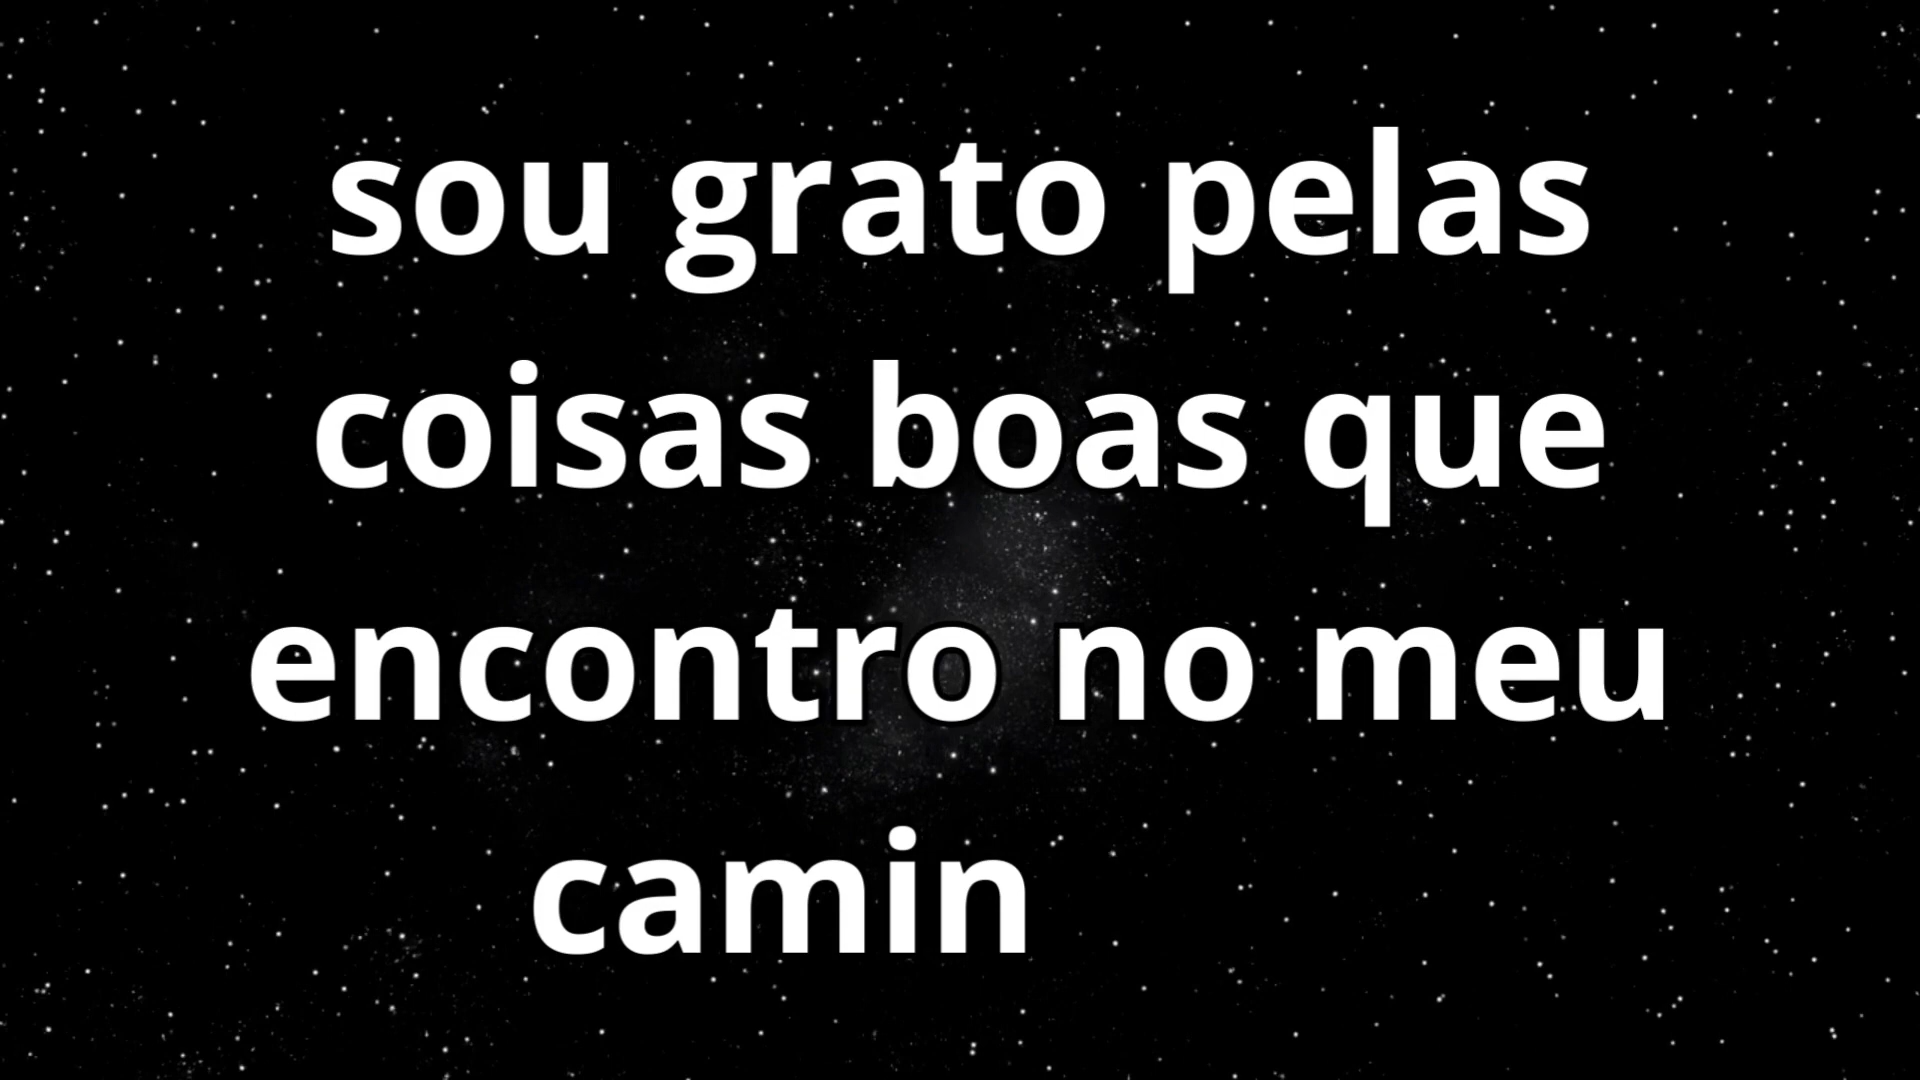 sou grato pelas
coisas boas que
encontro no meu
camin